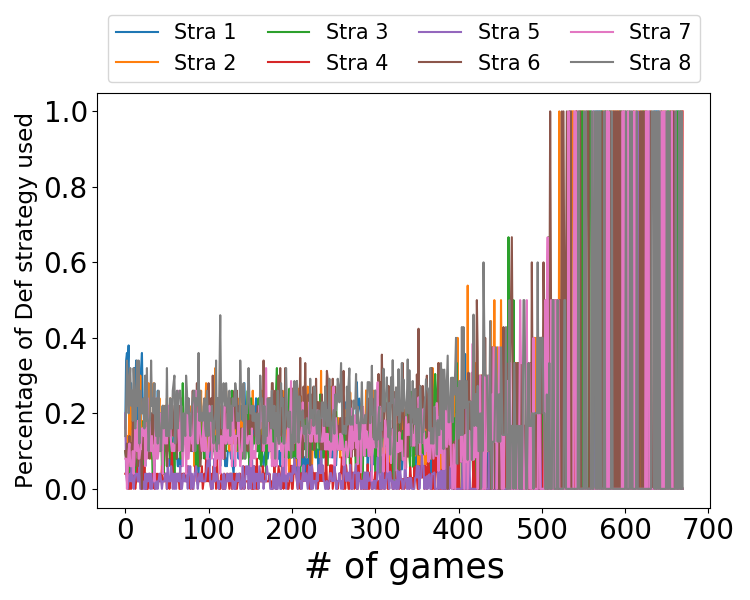 Stra 1 Stra 3 Stra 5 Stra 7
Stra 2 Stra 4 Stra 6 Stra 8
Percentage of Def strategy used
1.0
0.8
0.6
0.4
0.2
0.0
0 100 200 300 400 500 600 700
# of games